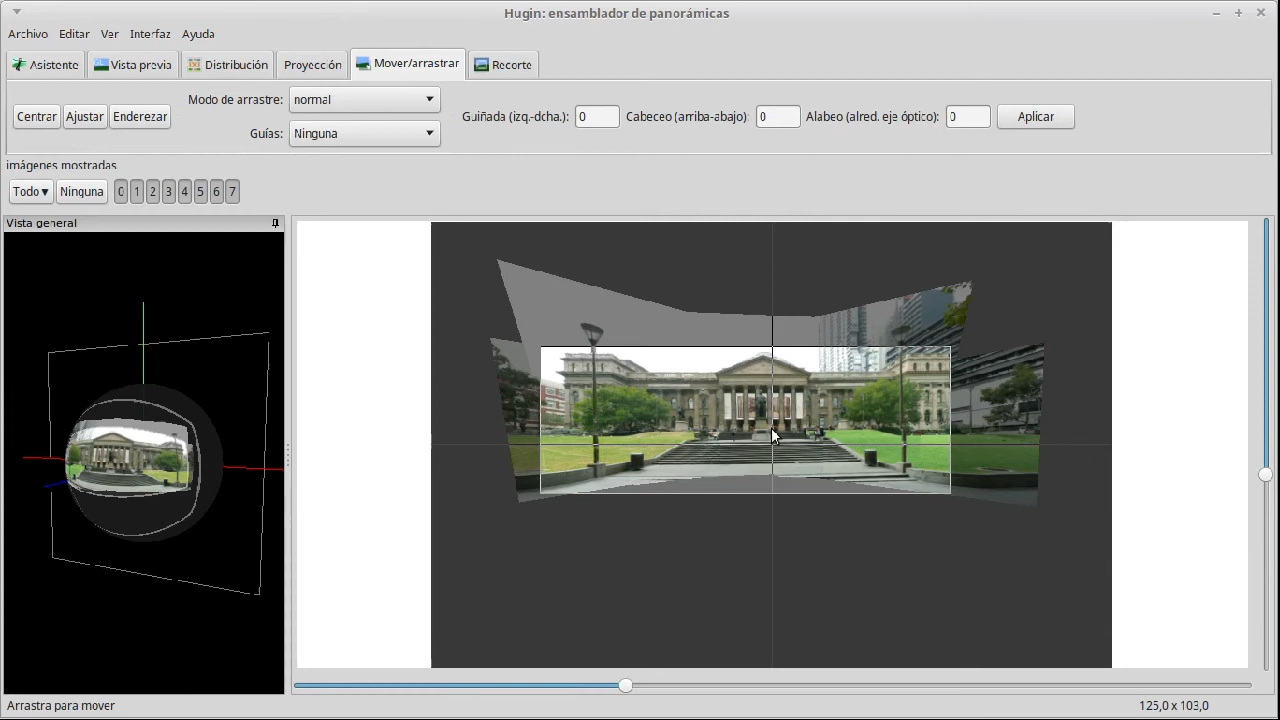 Hugin: ensamblador de panorámicas
Archivo Editar Ver Interfaz Ayuda
Asistente Vista previa Distribución Proyección Mover/arrastrar Recorte
Modo de arrastre: normal
Centrar Ajustar Enderezar Guiñada (izq.-dcha.): 0 Cabeceo (arriba-abajo): 0 Alabeo (alred. eje óptico): 0 Aplicar
Guías: Ninguna
imágenes mostradas
Todo Ninguna 0 1 2 3 4 5 6 7
Vista general
Arrastra para mover 125,0 x 103,0